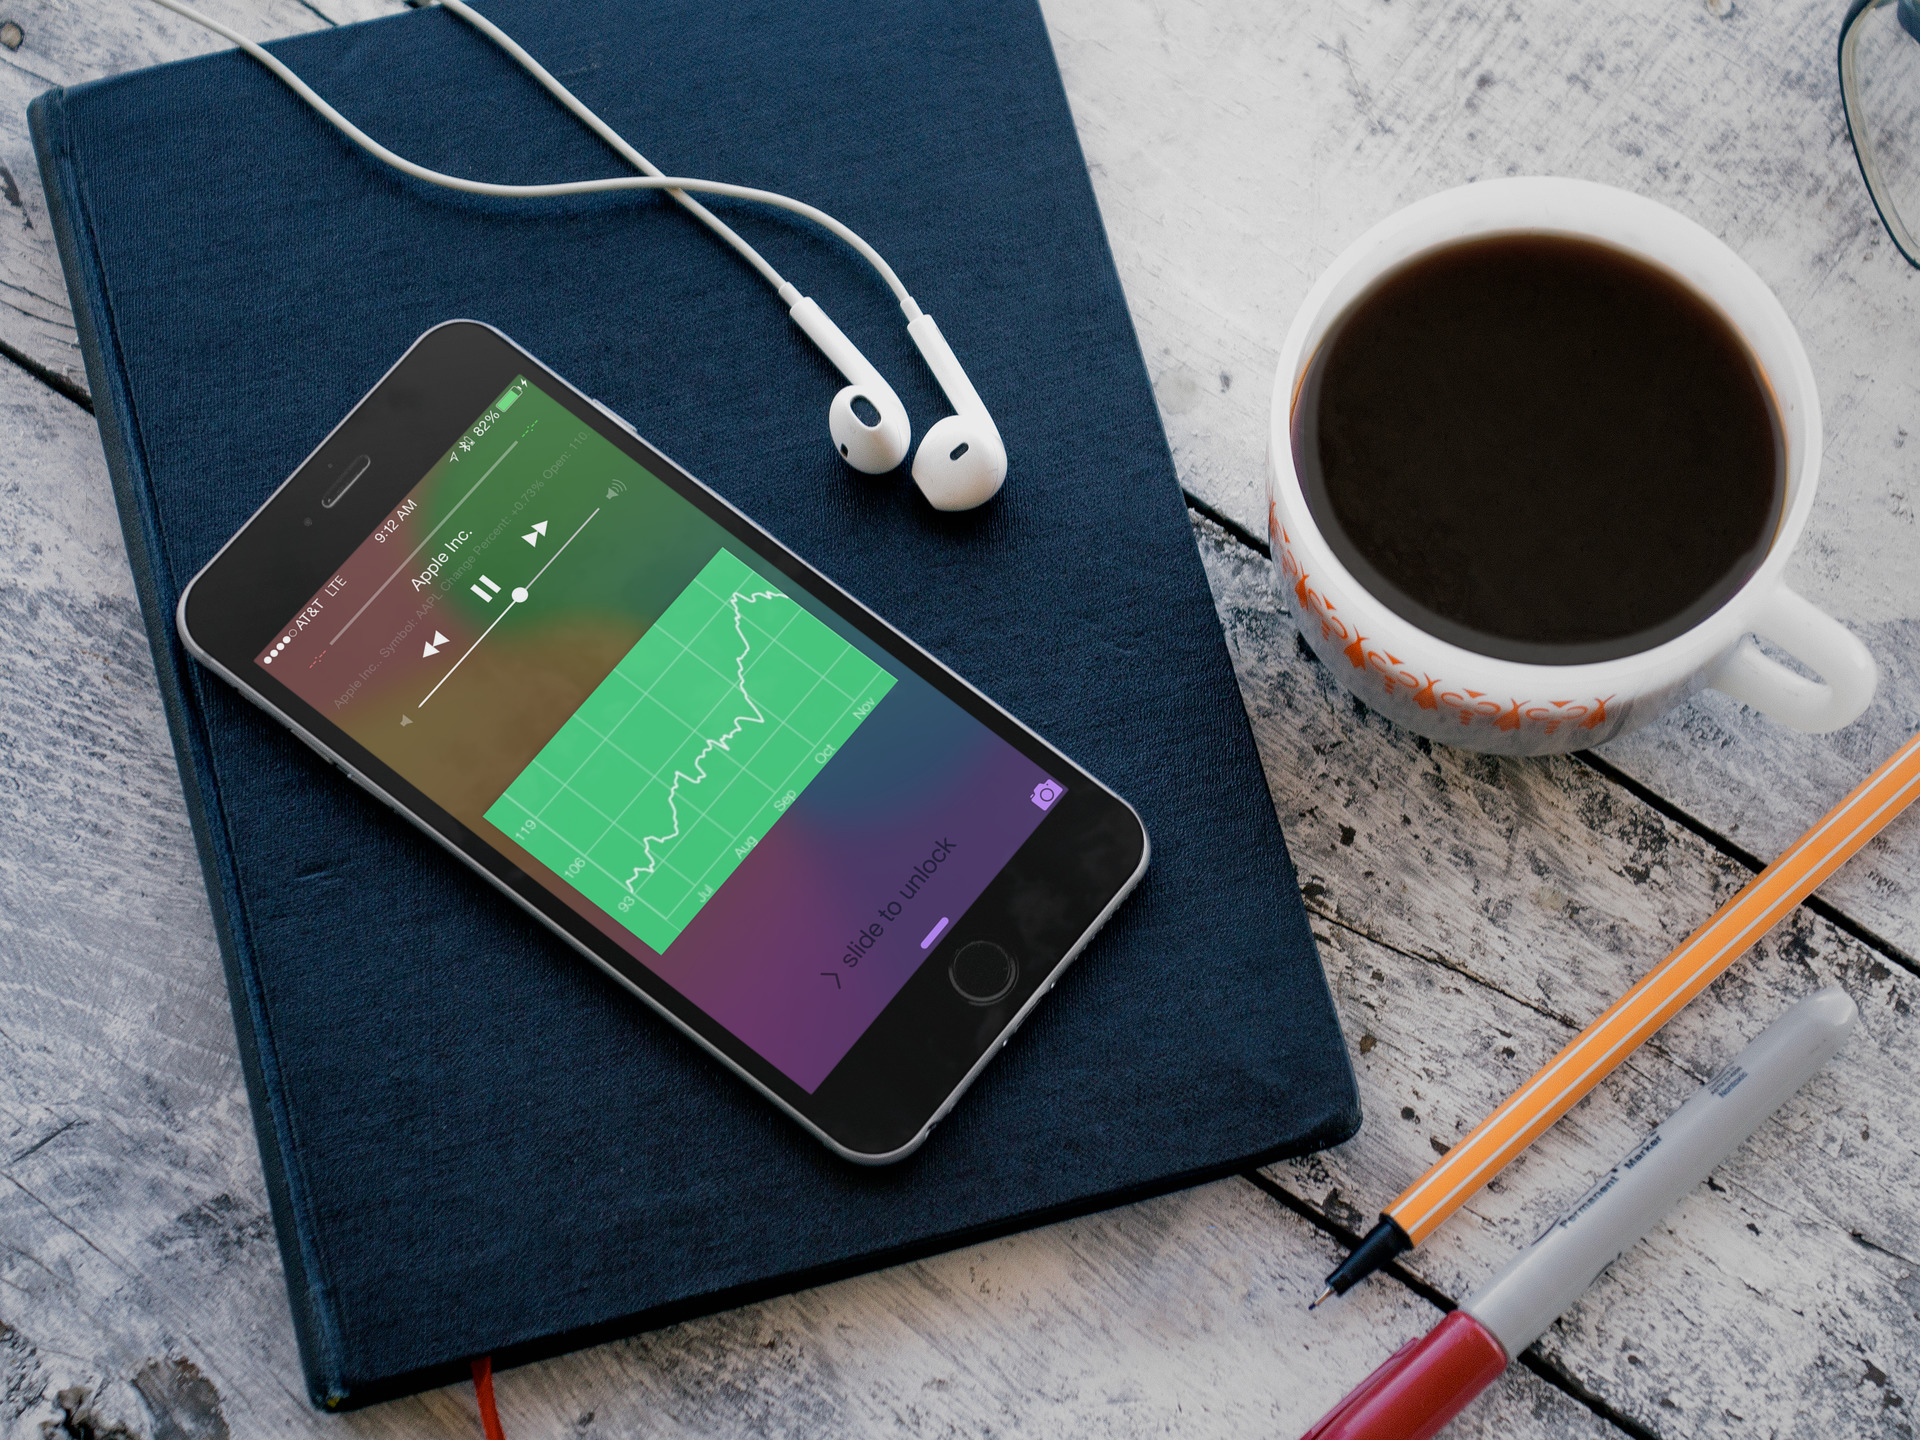 AT&T LTE 9:12 AM 82%
-:-- -:--
Apple Inc.
Apple Inc., Symbol: AAPL, Change Percent: +0.73% Open: 110
119
106
93
Jul Aug Sep Oct Nov
> slide to unlock
Permanent Marker